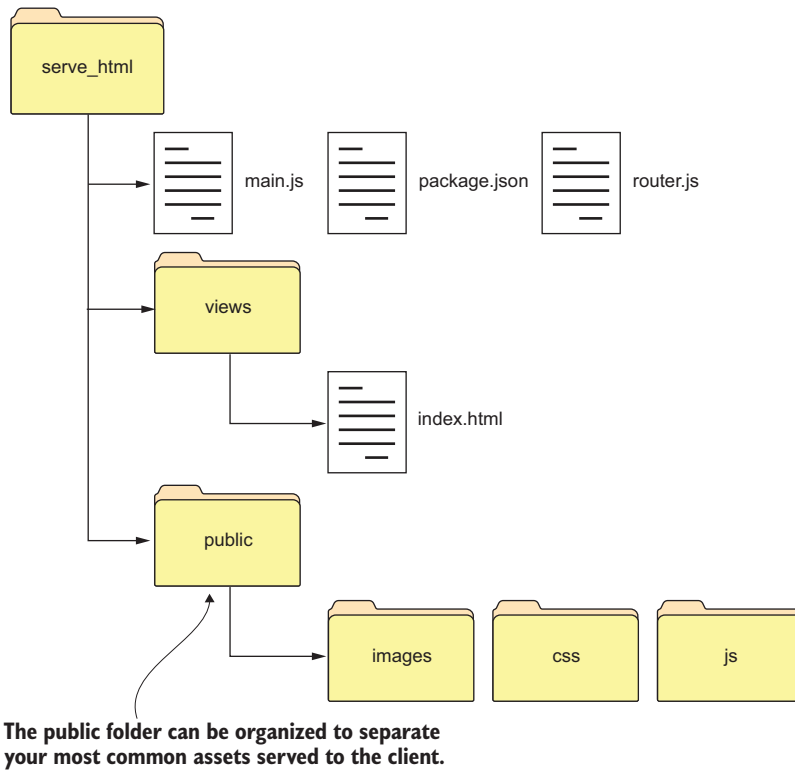 serve_html
main.js
package.json
router.js
views
index.html
public
images
css
js
The public folder can be organized to separate
your most common assets served to the client.